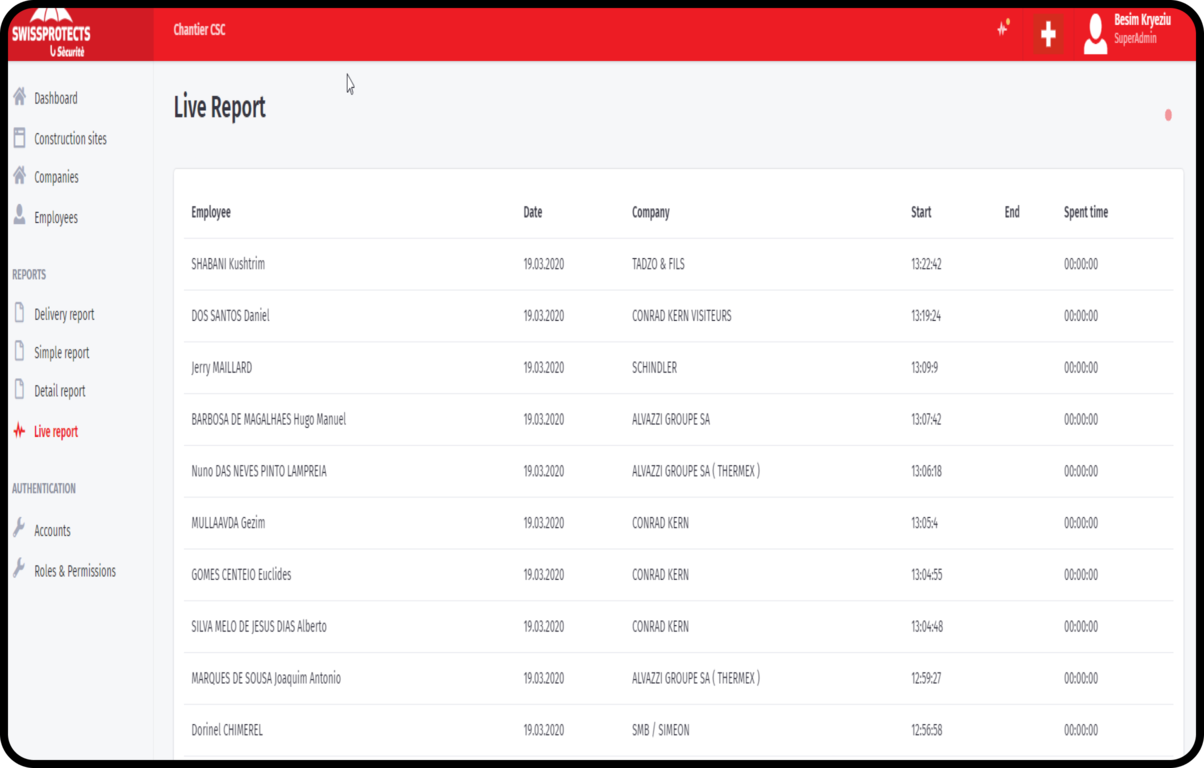 SWISSPROTECTS
Sécurité
Chantier CSC
Besim Kryeziu
SuperAdmin
Dashboard
Construction sites
Companies
Employees
REPORTS
Delivery report
Simple report
Detail report
Live report
AUTHENTICATION
Accounts
Roles & Permissions
Live Report
Employee Date Company Start End Spent time
SHABANI Kushtrim 19.03.2020 TADZO & FILS 13:22:42 00:00:00
DOS SANTOS Daniel 19.03.2020 CONRAD KERN VISITEURS 13:19:24 00:00:00
Jerry MAILLARD 19.03.2020 SCHINDLER 13:09:9 00:00:00
BARBOSA DE MAGALHAES Hugo Manuel 19.03.2020 ALVAZZI GROUPE SA 13:07:42 00:00:00
Nuno DAS NEVES PINTO LAMPREIA 19.03.2020 ALVAZZI GROUPE SA ( THERMEX ) 13:06:18 00:00:00
MULLAAVDA Gezim 19.03.2020 CONRAD KERN 13:05:4 00:00:00
GOMES CENTEIO Euclides 19.03.2020 CONRAD KERN 13:04:55 00:00:00
SILVA MELO DE JESUS DIAS Alberto 19.03.2020 CONRAD KERN 13:04:48 00:00:00
MARQUES DE SOUSA Joaquim Antonio 19.03.2020 ALVAZZI GROUPE SA ( THERMEX ) 12:59:27 00:00:00
Dorinel CHIMEREL 19.03.2020 SMB / SIMEON 12:56:58 00:00:00